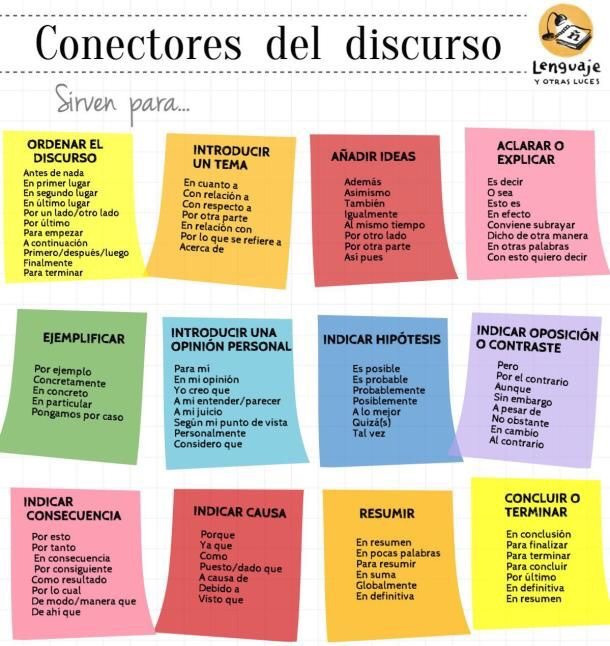 Conectores del discurso
Lenguaje
Y OTRAS LUCES
Sirven para...
ORDENAR EL
DISCURSO
Antes de nada
En primer lugar
En segundo lugar
En último lugar
Por un lado/otro lado
Por último
Para empezar
A continuación
Primero/después/luego
Finalmente
Para terminar
INTRODUCIR
UN TEMA
En cuanto a
Con relación a
Con respecto a
Por otra parte
En relación con
Por lo que se refiere a
Acerca de
AÑADIR IDEAS
Además
Asimismo
También
Igualmente
Al mismo tiempo
Por otro lado
Por otra parte
Así pues
ACLARAR O
EXPLICAR
Es decir
O sea
Esto es
En efecto
Conviene subrayar
Dicho de otra manera
En otras palabras
Con esto quiero decir
EJEMPLIFICAR
Por ejemplo
Concretamente
En concreto
En particular
Pongamos por caso
INTRODUCIR UNA
OPINIÓN PERSONAL
Para mí
En mi opinión
Yo creo que
A mi entender/parecer
A mi juicio
Según mi punto de vista
Personalmente
Considero que
INDICAR HIPÓTESIS
Es posible
Es probable
Probablemente
Posiblemente
A lo mejor
Quizá(s)
Tal vez
INDICAR OPOSICIÓN
O CONTRASTE
Pero
Por el contrario
Aunque
Sin embargo
A pesar de
No obstante
En cambio
Al contrario
INDICAR
CONSECUENCIA
Por esto
Por tanto
En consecuencia
Por consiguiente
Como resultado
Por lo cual
De modo/manera que
De ahí que
INDICAR CAUSA
Porque
Ya que
Como
Puesto/dado que
A causa de
Debido a
Visto que
RESUMIR
En resumen
En pocas palabras
Para resumir
En suma
Globalmente
En definitiva
CONCLUIR O
TERMINAR
En conclusión
Para finalizar
Para terminar
Para concluir
Por último
En definitiva
En resumen